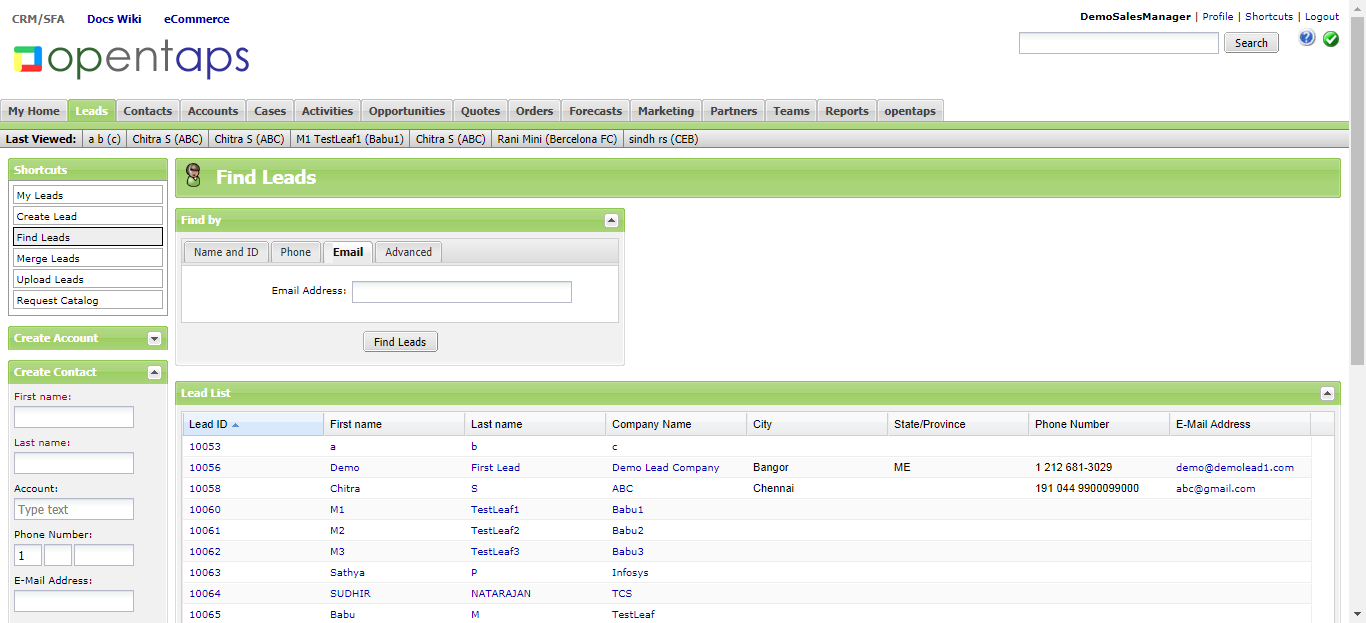 CRM/SFA Docs Wiki eCommerce
DemoSalesManager | Profile | Shortcuts | Logout
opentaps
Search
My Home Leads Contacts Accounts Cases Activities Opportunities Quotes Orders Forecasts Marketing Partners Teams Reports opentaps
Last Viewed: a b (c) Chitra S (ABC) Chitra S (ABC) M1 TestLeaf1 (Babu1) Chitra S (ABC) Rani Mini (Bercelona FC) sindh rs (CEB)
Shortcuts
My Leads
Create Lead
Find Leads
Merge Leads
Upload Leads
Request Catalog
Create Account
Create Contact
First name:
Last name:
Account:
Type text
Phone Number:
1
E-Mail Address:
Find Leads
Find by
Name and ID Phone Email Advanced
Email Address:
Find Leads
Lead List
Lead ID First name Last name Company Name City State/Province Phone Number E-Mail Address
10053 a b c
10056 Demo First Lead Demo Lead Company Bangor ME 1 212 681-3029 demo@demolead1.com
10058 Chitra S ABC Chennai 191 044 9900099000 abc@gmail.com
10060 M1 TestLeaf1 Babu1
10061 M2 TestLeaf2 Babu2
10062 M3 TestLeaf3 Babu3
10063 Sathya P Infosys
10064 SUDHIR NATARAJAN TCS
10065 Babu M TestLeaf